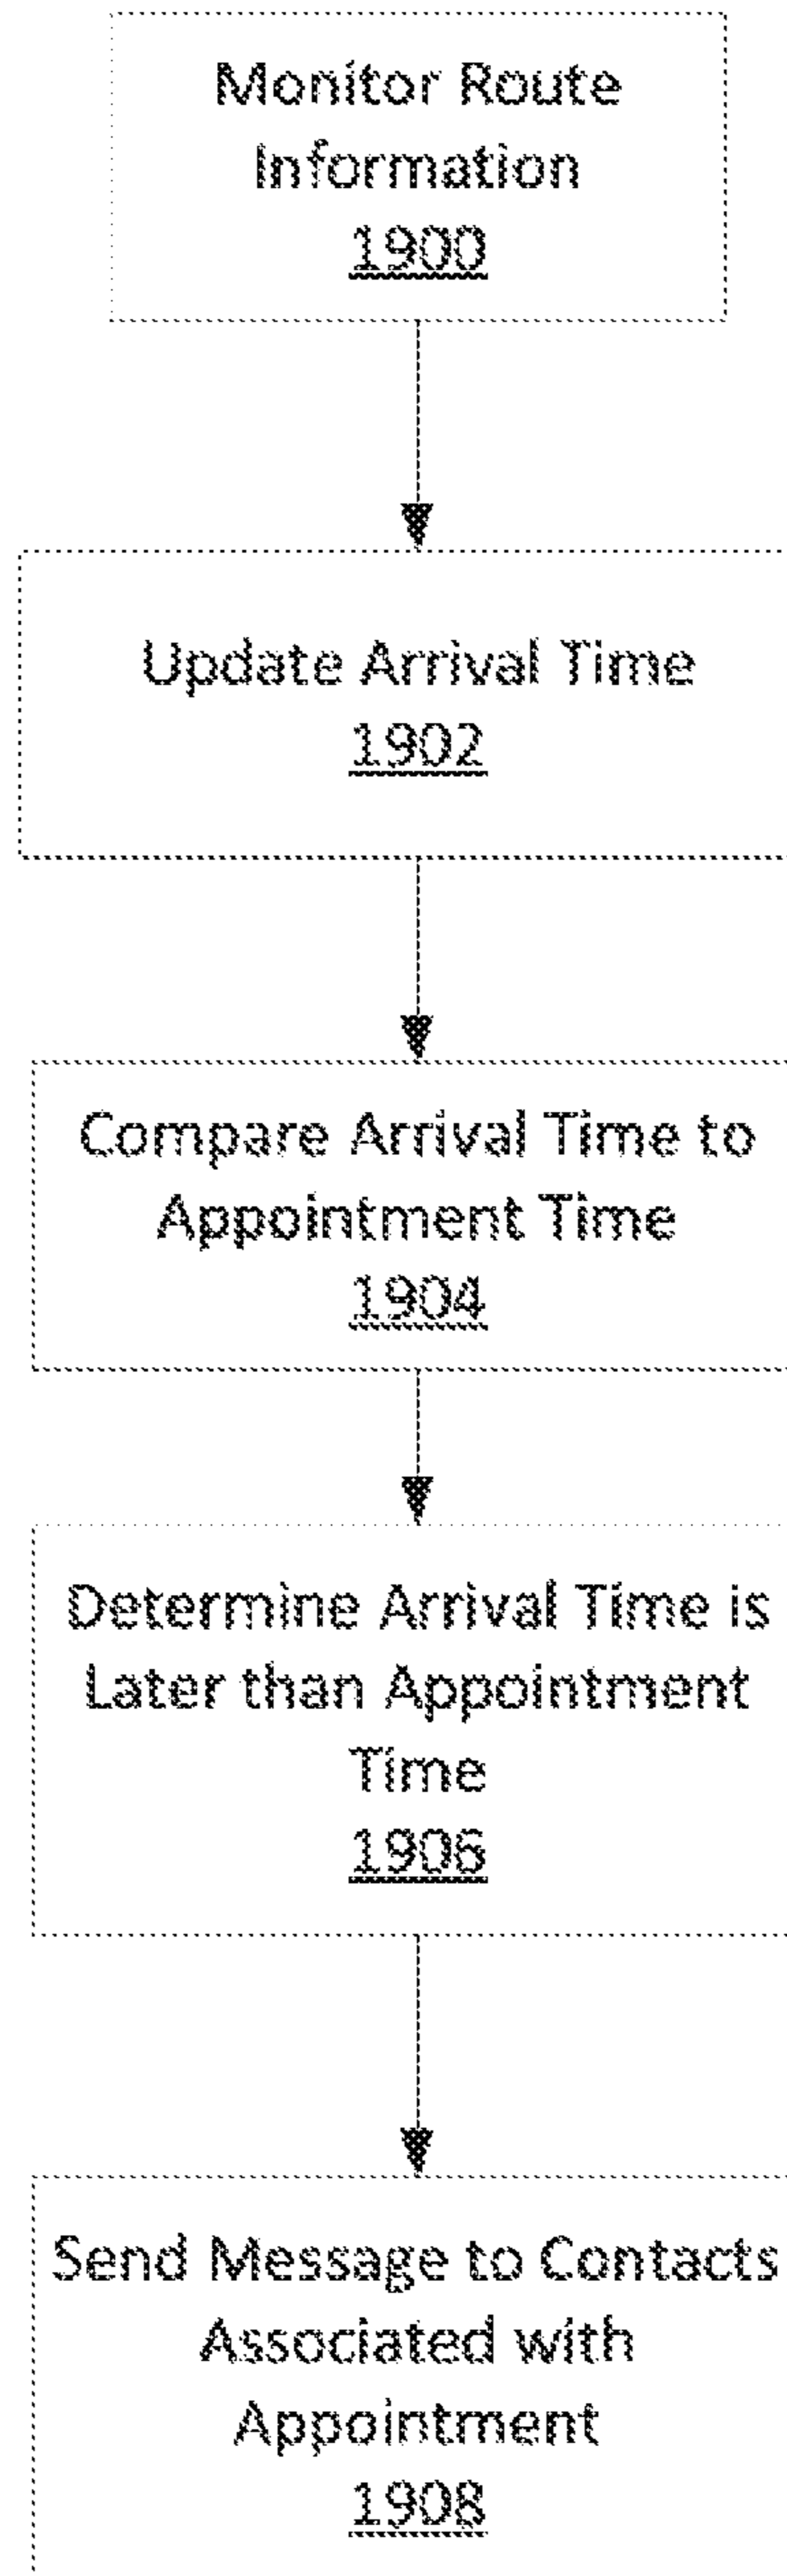 Monitor Route
Information
1900
Update Arrival Time
1902
Compare Arrival Time to
Appointment Time
1904
Determine Arrival Time is
Later than Appointment
Time
1906
Send Message to Contacts
Associated with
Appointment
1908